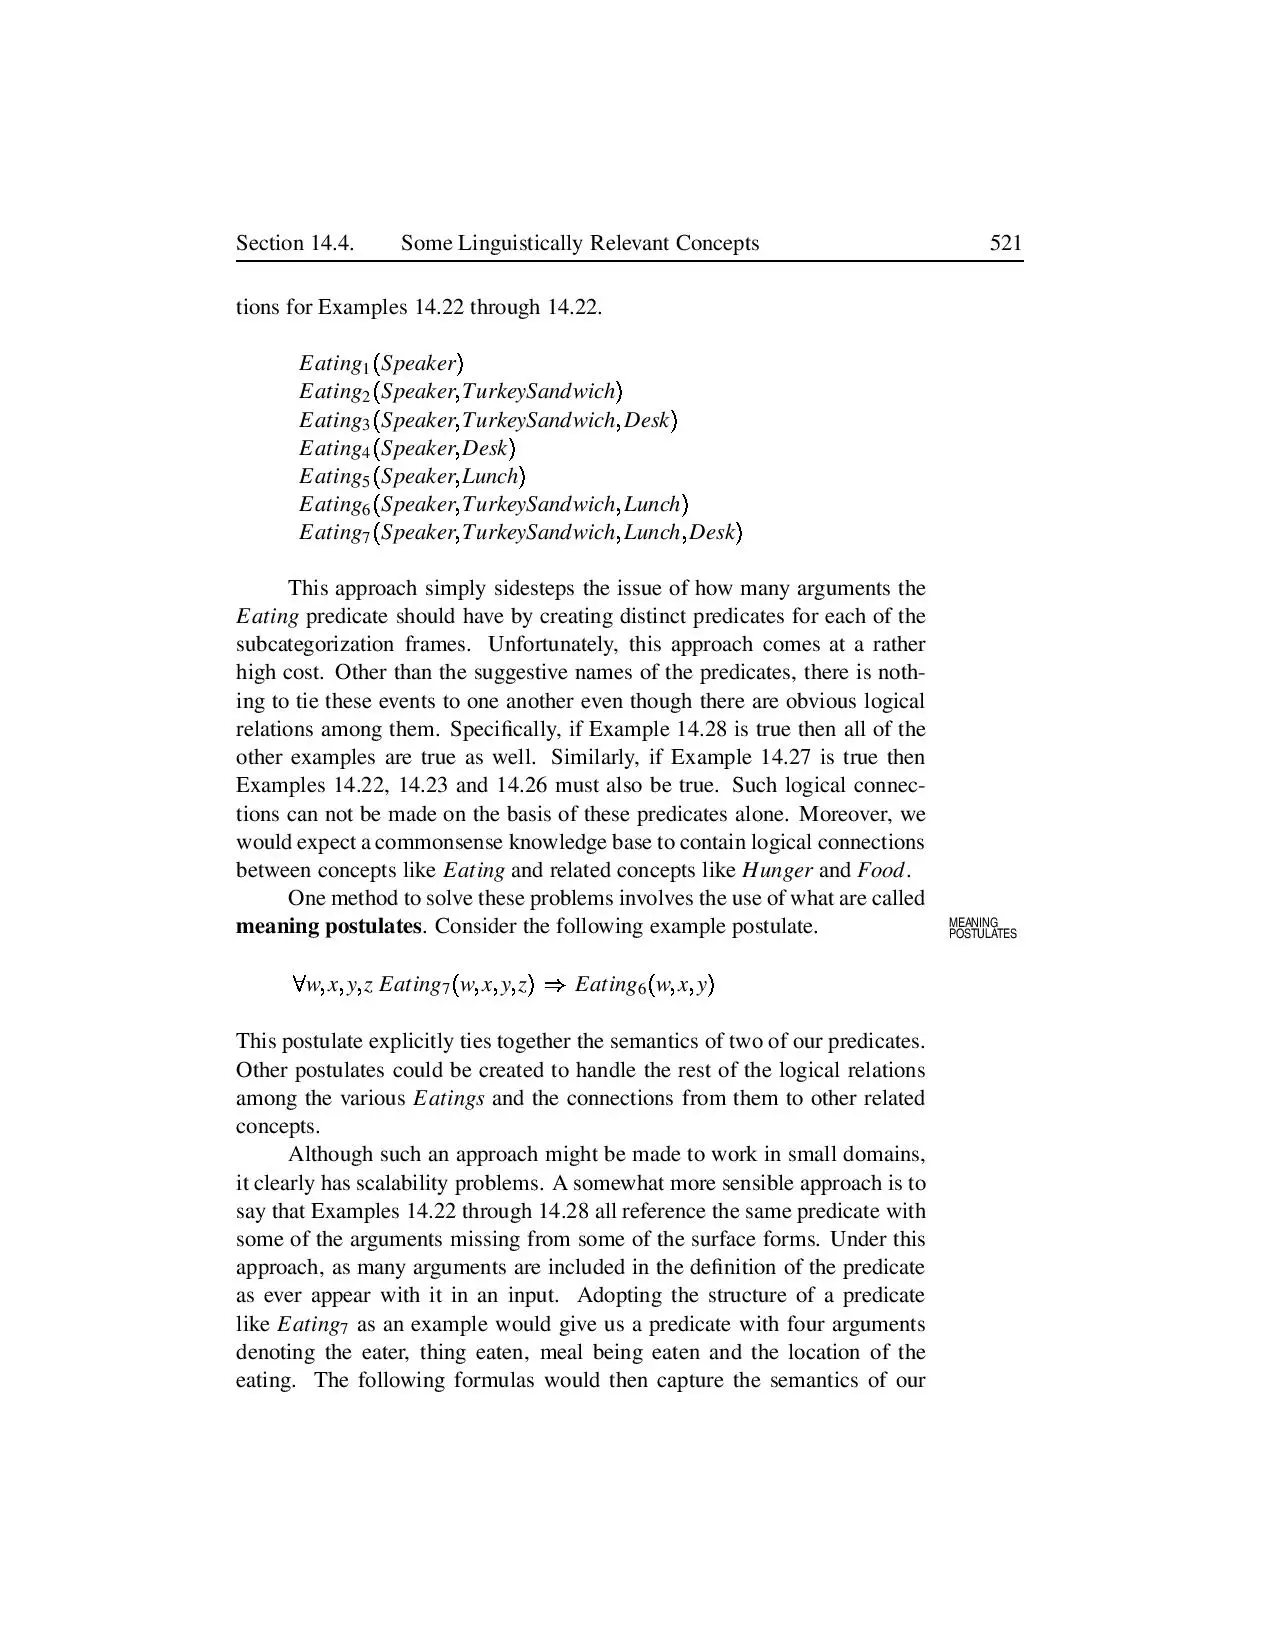 Section 14.4. Some Linguistically Relevant Concepts 521
tions for Examples 14.22 through 14.22.
Eating₁(Speaker)
Eating₂(Speaker,TurkeySandwich)
Eating₃(Speaker,TurkeySandwich,Desk)
Eating₄(Speaker,Desk)
Eating₅(Speaker,Lunch)
Eating₆(Speaker,TurkeySandwich,Lunch)
Eating₇(Speaker,TurkeySandwich,Lunch,Desk)
This approach simply sidesteps the issue of how many arguments the
Eating predicate should have by creating distinct predicates for each of the
subcategorization frames. Unfortunately, this approach comes at a rather
high cost. Other than the suggestive names of the predicates, there is noth-
ing to tie these events to one another even though there are obvious logical
relations among them. Specifically, if Example 14.28 is true then all of the
other examples are true as well. Similarly, if Example 14.27 is true then
Examples 14.22, 14.23 and 14.26 must also be true. Such logical connec-
tions can not be made on the basis of these predicates alone. Moreover, we
would expect a commonsense knowledge base to contain logical connections
between concepts like Eating and related concepts like Hunger and Food.
One method to solve these problems involves the use of what are called
meaning postulates. Consider the following example postulate.
MEANING
POSTULATES
∀w,x,y,z Eating₇(w,x,y,z) ⇒ Eating₆(w,x,y)
This postulate explicitly ties together the semantics of two of our predicates.
Other postulates could be created to handle the rest of the logical relations
among the various Eatings and the connections from them to other related
concepts.
Although such an approach might be made to work in small domains,
it clearly has scalability problems. A somewhat more sensible approach is to
say that Examples 14.22 through 14.28 all reference the same predicate with
some of the arguments missing from some of the surface forms. Under this
approach, as many arguments are included in the definition of the predicate
as ever appear with it in an input. Adopting the structure of a predicate
like Eating₇ as an example would give us a predicate with four arguments
denoting the eater, thing eaten, meal being eaten and the location of the
eating. The following formulas would then capture the semantics of our